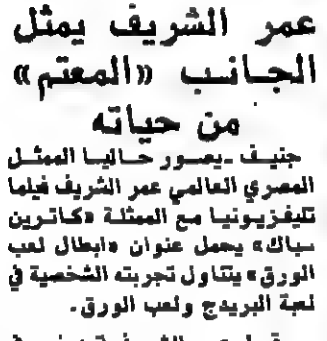 عمر الشريف يمثل
الجانب «المعتم»
من حياته
جنيف - يصور حاليا الممثل
المصري العالمي عمر الشريف فيلما
تليفزيونيا مع الممثلة «كاترين
سباك» يحمل عنوان «ابطال لعب
الورق» يتناول تجربته الشخصية في
لعبة البريدج ولعب الورق.